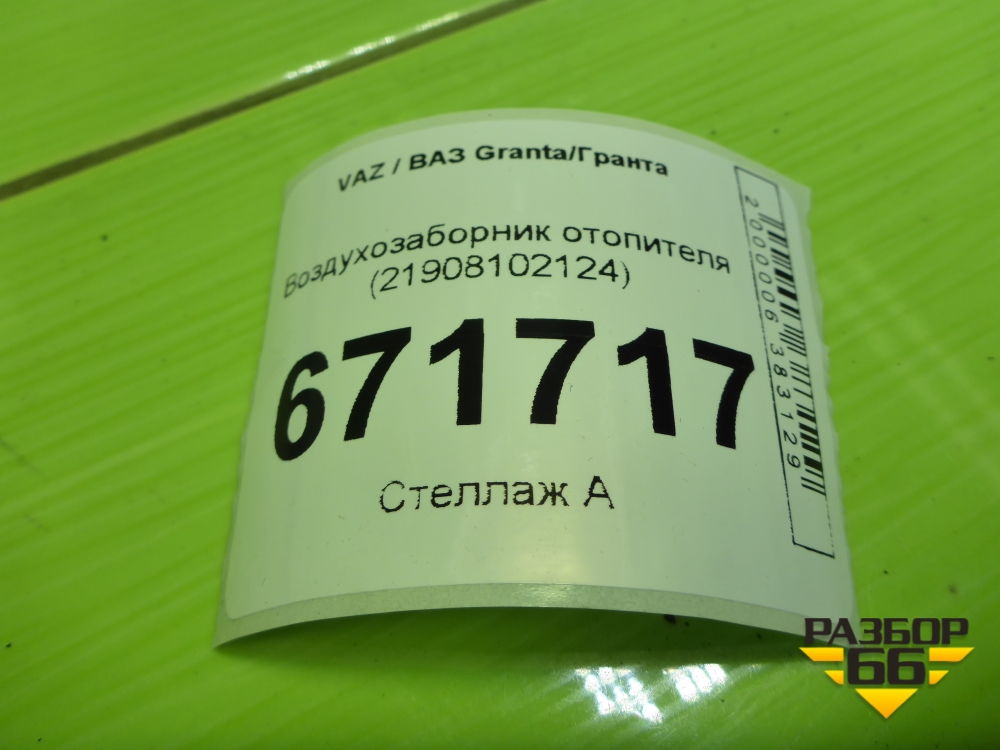 VAZ / ВАЗ Granta/Гранта
Воздухозаборник отопителя
(21908102124)
671717
Стеллаж А
2000006383129
РАЗБОР
66